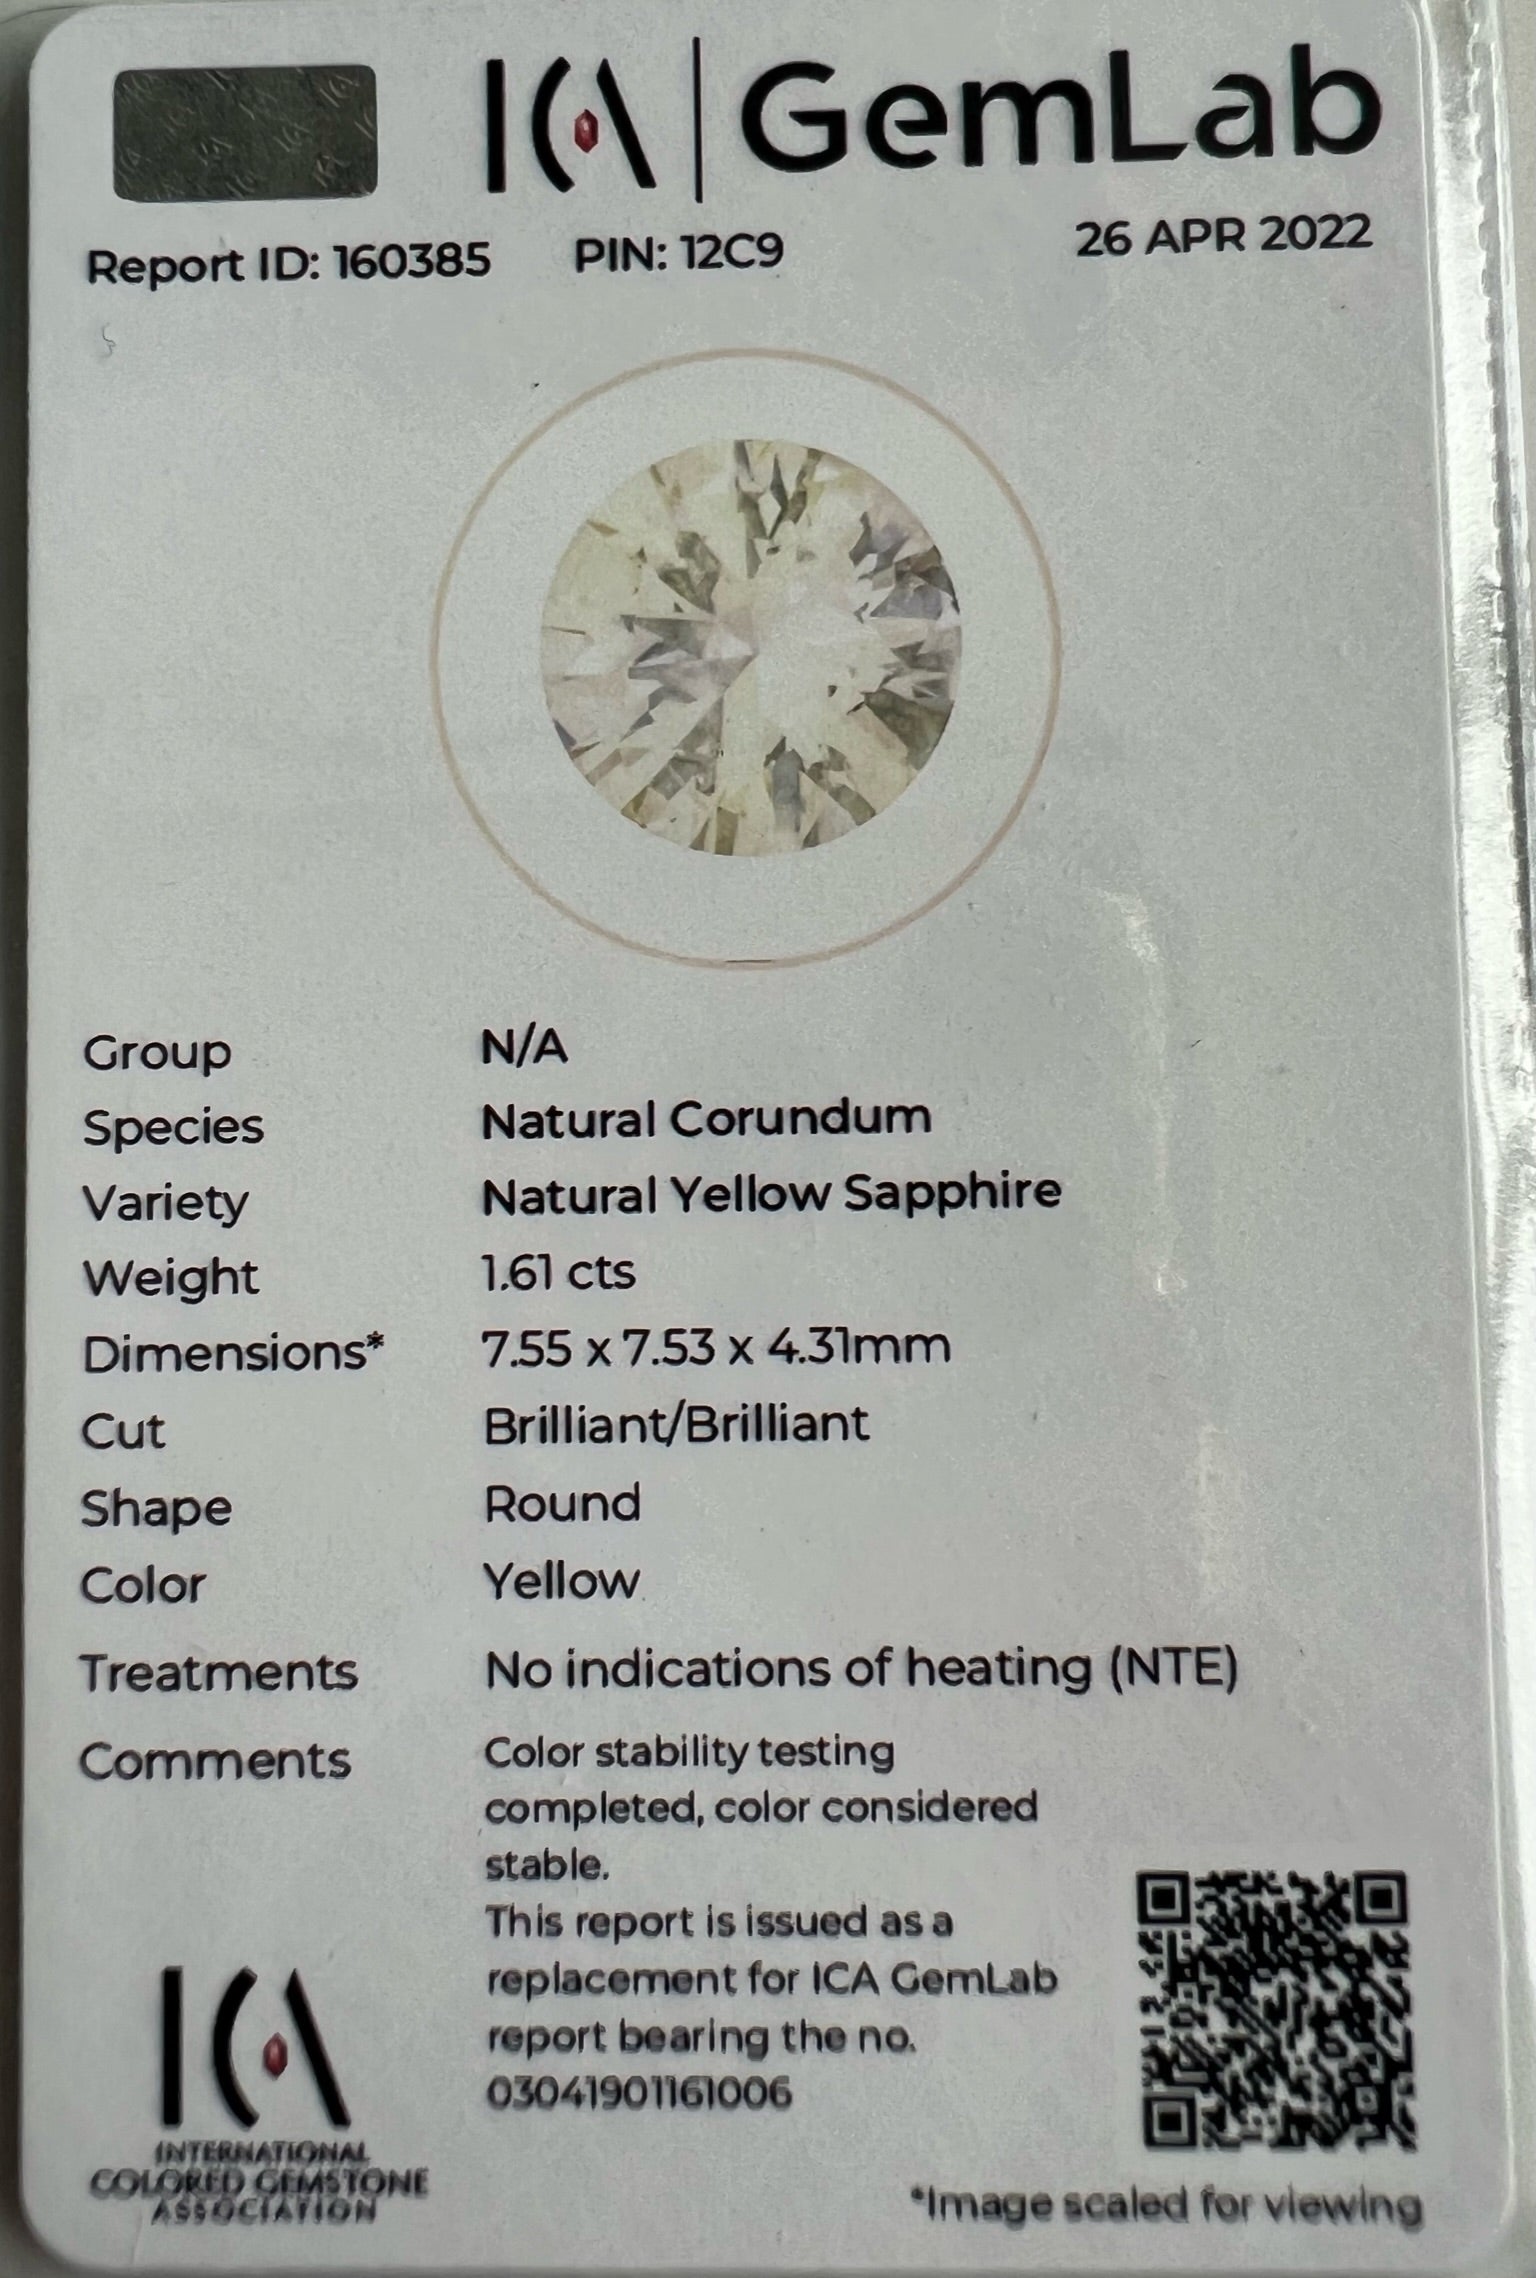 ICA | GemLab
Report ID: 160385 PIN: 12C9 26 APR 2022
Group N/A
Species Natural Corundum
Variety Natural Yellow Sapphire
Weight 1.61 cts
Dimensions* 7.55 x 7.53 x 4.31mm
Cut Brilliant/Brilliant
Shape Round
Color Yellow
Treatments No indications of heating (NTE)
Comments Color stability testing
completed, color considered
stable.
This report is issued as a
replacement for ICA GemLab
report bearing the no.
03041901161006
ICA
INTERNATIONAL
COLORED GEMSTONE
ASSOCIATION
*Image scaled for viewing